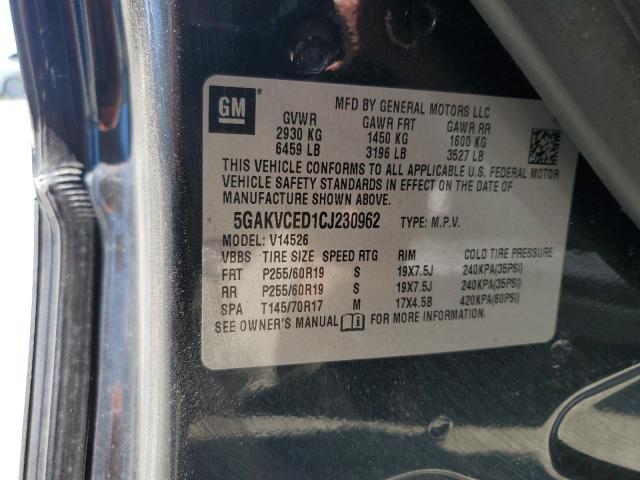 GM
MFD BY GENERAL MOTORS LLC
GVWR GAWR FRT GAWR RR
2930 KG 1450 KG 1600 KG
6459 LB 3196 LB 3527 LB
THIS VEHICLE CONFORMS TO ALL APPLICABLE U.S. FEDERAL MOTOR
VEHICLE SAFETY STANDARDS IN EFFECT ON THE DATE OF
MANUFACTURE SHOWN ABOVE.
5GAKVCED1CJ230962 TYPE: M.P.V.
MODEL: V14526
VBBS TIRE SIZE SPEED RTG RIM COLD TIRE PRESSURE
FRT P255/60R19 S 19X7.5J 240KPA(35PSI)
RR P255/60R19 S 19X7.5J 240KPA(35PSI)
SPA T145/70R17 M 17X4.5B 420KPA(60PSI)
SEE OWNER'S MANUAL FOR MORE INFORMATION.